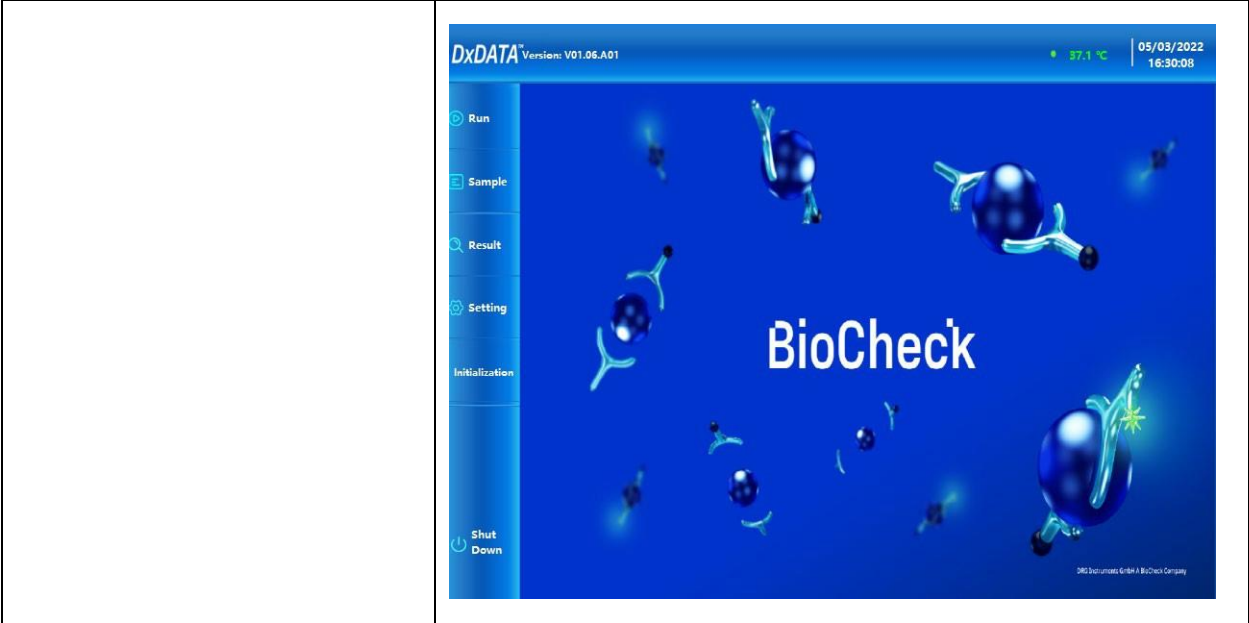 DxDATA™ Version: V01.06.A01
37.1 °C
05/03/2022
16:30:08
Run
Sample
Result
Setting
Initialization
Shut
Down
BioCheck
DRG Instruments GmbH A BioCheck Company